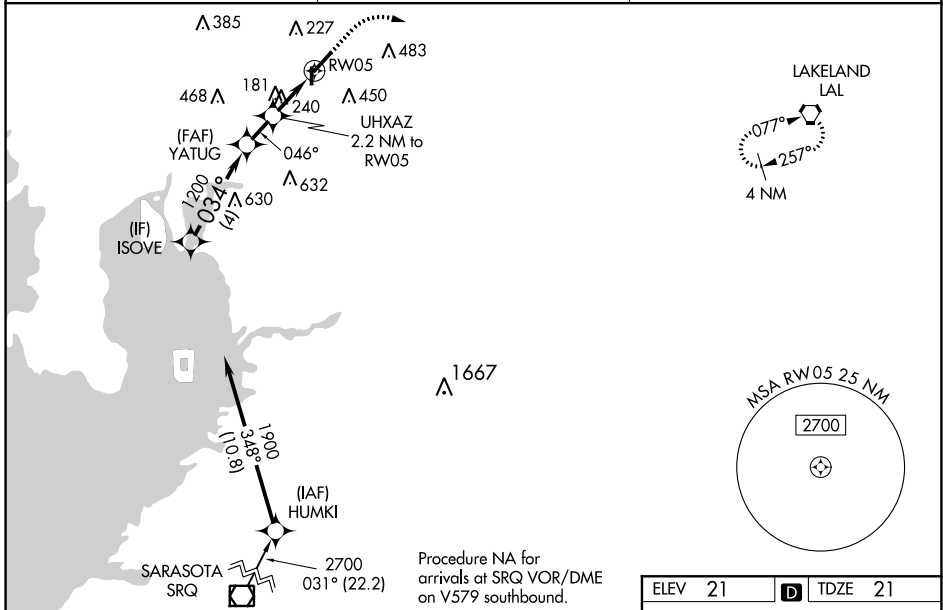 385
227
483
RW05
468
181
240
450
UHXAZ
2.2 NM to
RW05
(FAF)
YATUG
046°
632
630
1200
034°
(4)
(IF)
ISOVE
LAKELAND
LAL
077°
257°
4 NM
1667
MSA RW05 25 NM
2700
1900
348°
(10.8)
(IAF)
HUMKI
SARASOTA
SRQ
2700
031° (22.2)
Procedure NA for
arrivals at SRQ VOR/DME
on V579 southbound.
ELEV 21 D TDZE 21